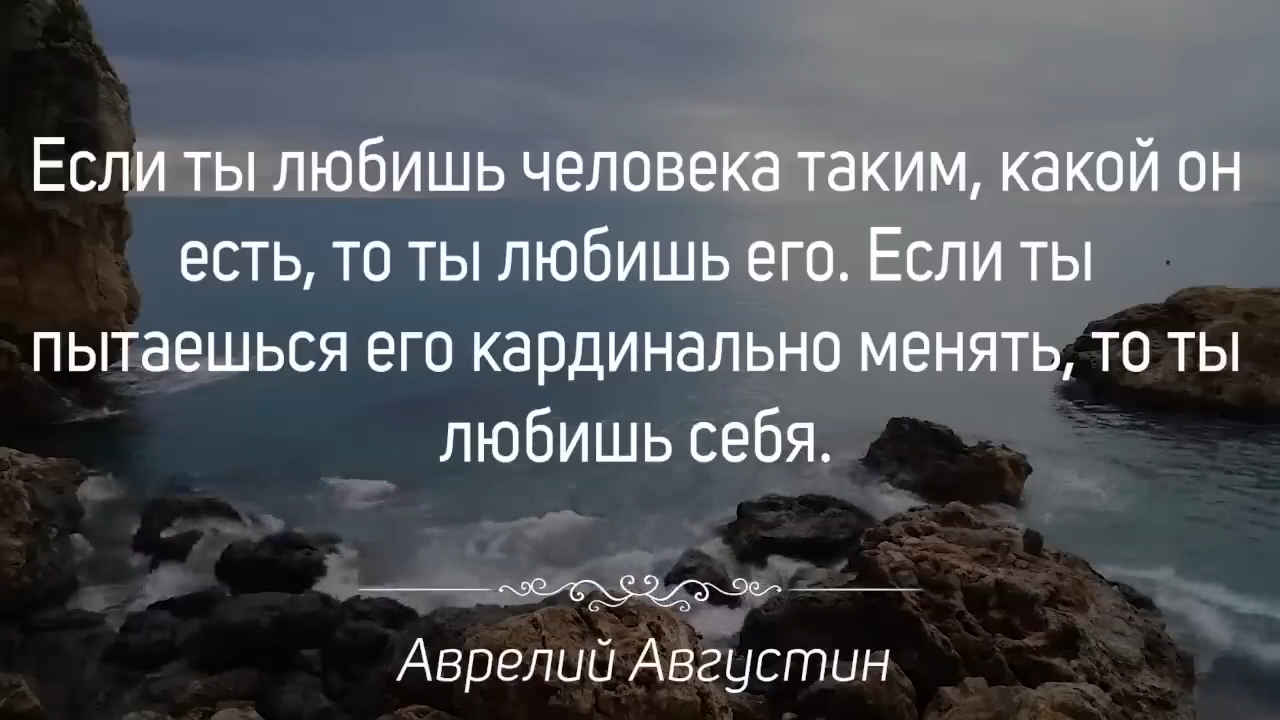 Если ты любишь человека таким, какой он
есть, то ты любишь его. Если ты
пытаешься его кардинально менять, то ты
любишь себя.
Аврелий Августин